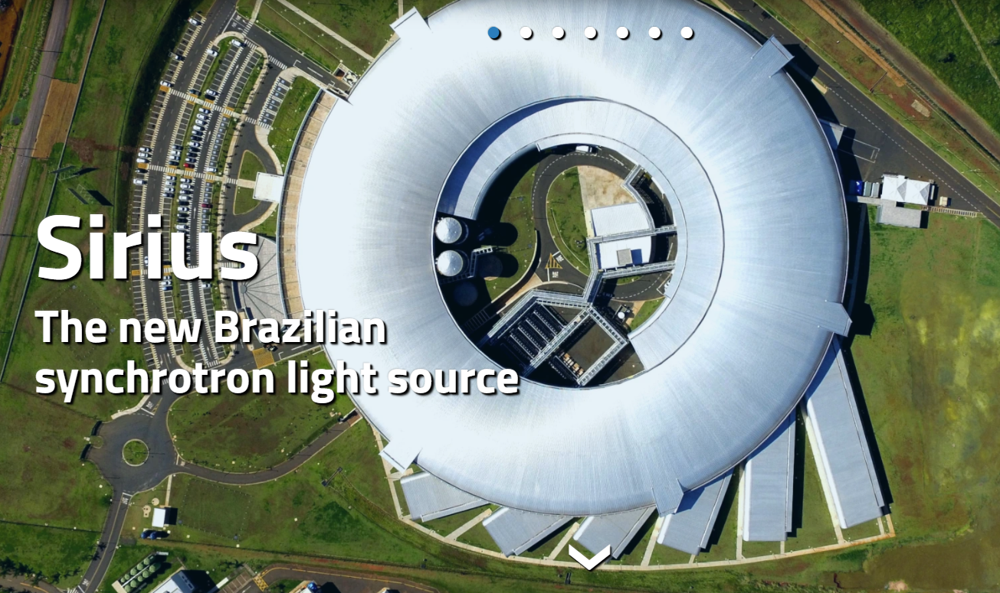 Sirius
The new Brazilian
synchrotron light source